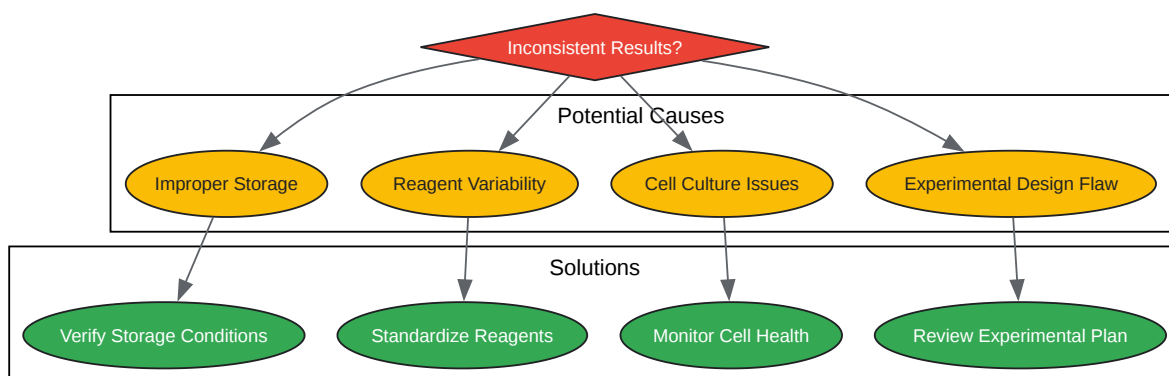 Inconsistent Results?
Potential Causes
Improper Storage
Reagent Variability
Cell Culture Issues
Experimental Design Flaw
Solutions
Verify Storage Conditions
Standardize Reagents
Monitor Cell Health
Review Experimental Plan